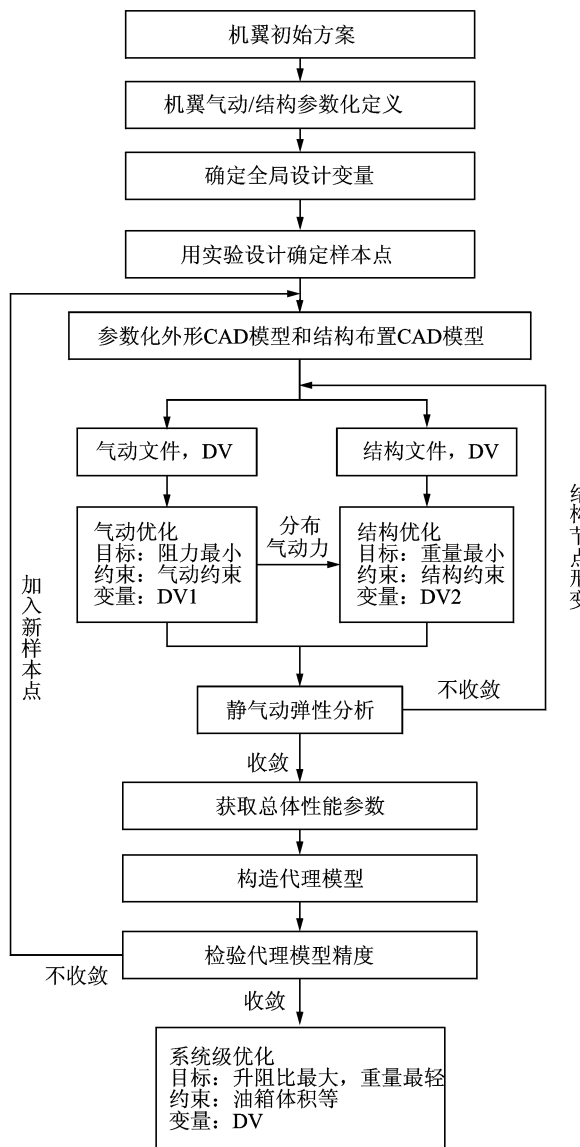 机翼初始方案
机翼气动/结构参数化定义
确定全局设计变量
用实验设计确定样本点
参数化外形CAD模型和结构布置CAD模型
气动文件，DV
结构文件，DV
气动优化
目标：阻力最小
约束：气动约束
变量：DV1
分布
气动力
结构优化
目标：重量最小
约束：结构约束
变量：DV2
结构节点形变
加入新样本点
静气动弹性分析
不收敛
收敛
获取总体性能参数
构造代理模型
检验代理模型精度
不收敛
收敛
系统级优化
目标：升阻比最大，重量最轻
约束：油箱体积等
变量：DV